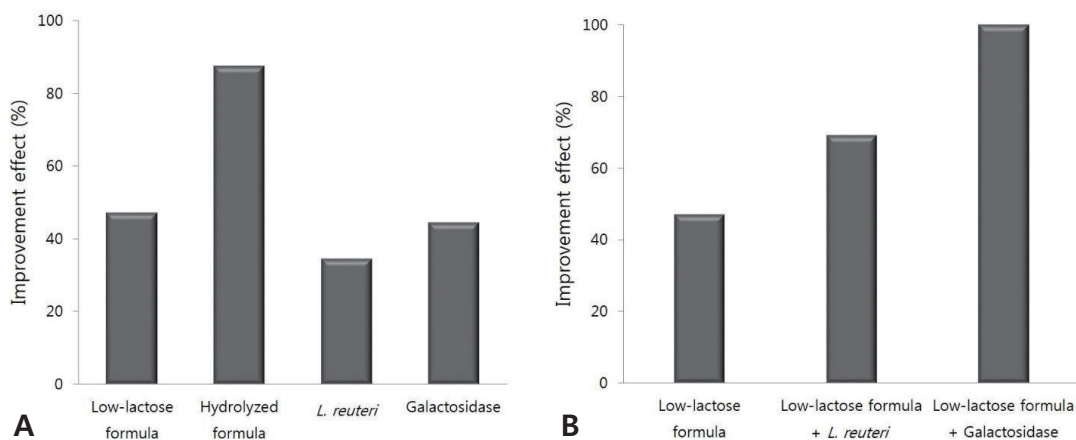 Improvement effect (%)
100
80
60
40
20
0
Low-lactose
formula
Hydrolyzed
formula
L. reuteri
Galactosidase
A
Improvement effect (%)
100
80
60
40
20
0
Low-lactose
formula
Low-lactose formula
+ L. reuteri
Low-lactose formula
+ Galactosidase
B